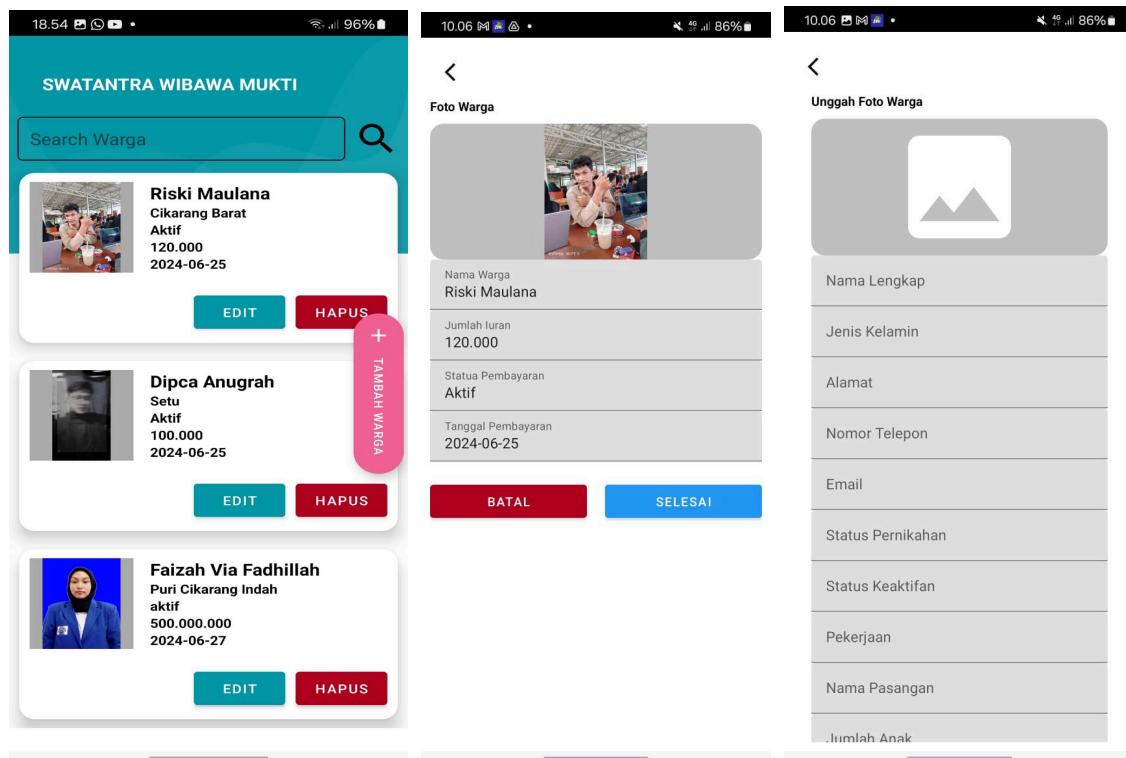 18.54
96%
SWATANTRA WIBAWA MUKTI
Search Warga
Riski Maulana
Cikarang Barat
Aktif
120.000
2024-06-25
EDIT
HAPUS
+ TAMBAH WARGA
Dipca Anugrah
Setu
Aktif
100.000
2024-06-25
EDIT
HAPUS
Faizah Via Fadhillah
Puri Cikarang Indah
aktif
500.000.000
2024-06-27
EDIT
HAPUS
10.06
4G
86%
Foto Warga
Nama Warga
Riski Maulana
Jumlah Iuran
120.000
Statua Pembayaran
Aktif
Tanggal Pembayaran
2024-06-25
BATAL
SELESAI
10.06
4G
86%
Unggah Foto Warga
Nama Lengkap
Jenis Kelamin
Alamat
Nomor Telepon
Email
Status Pernikahan
Status Keaktifan
Pekerjaan
Nama Pasangan
Jumlah Anak